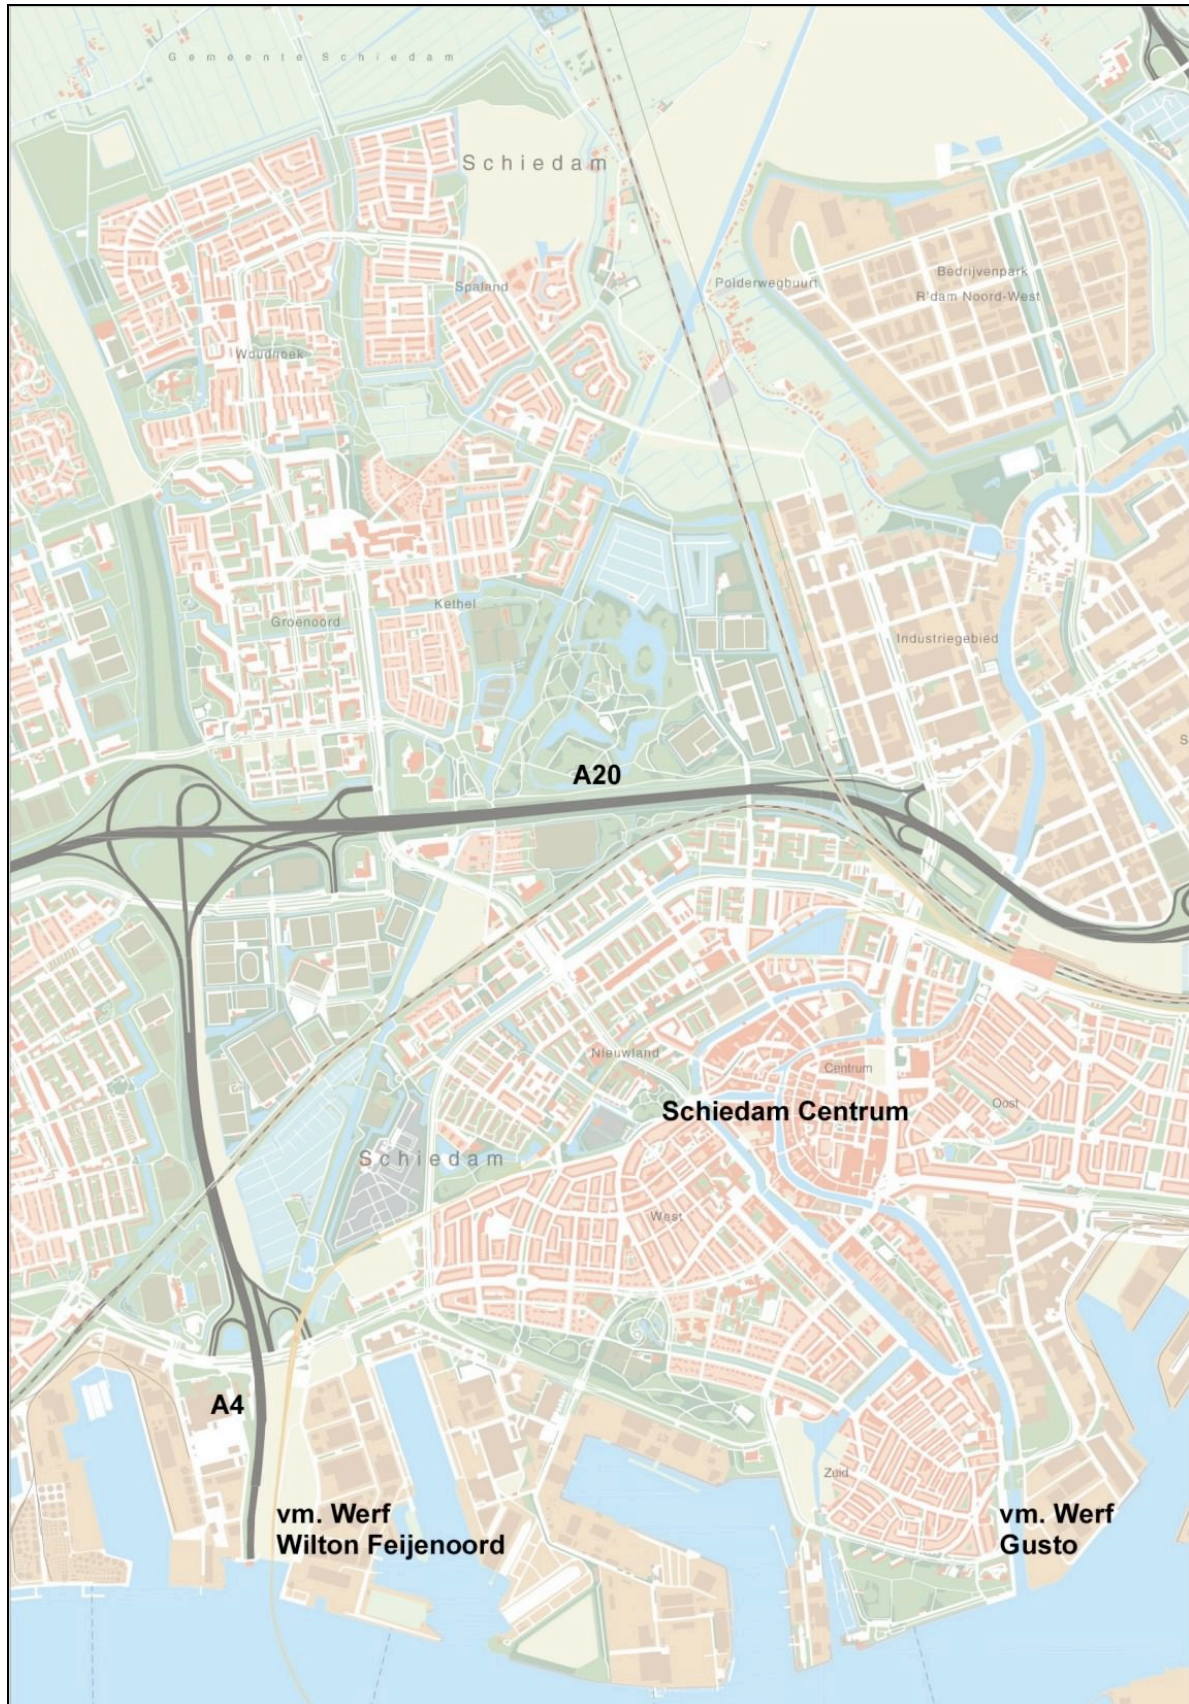 Gemeente Schiedam
Schiedam
Spaland
Polderwegbuurt
Bedrijvenpark
R'dam Noord-West
Woudhoek
Kethel
Groenoord
Industriegebied
S
A20
Nieuwland
Centrum
Schiedam Centrum
Oost
Schiedam
West
A4
Zuid
vm. Werf
Wilton Feijenoord
vm. Werf
Gusto